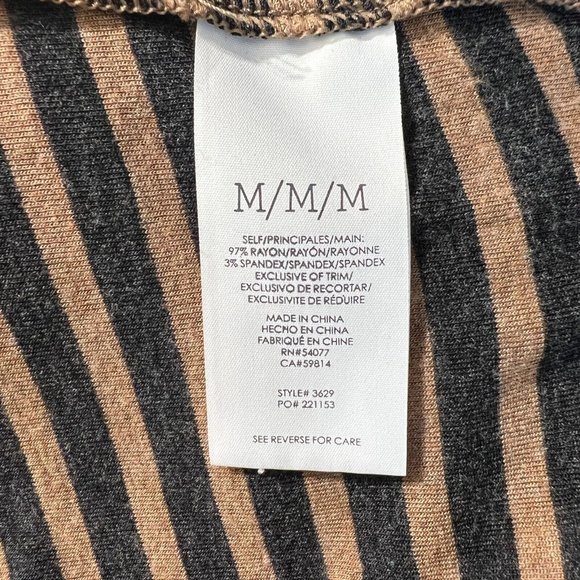 M/M/M
SELF/PRINCIPALES/MAIN:
97% RAYON/RAYÓN/RAYONNE
3% SPANDEX/SPANDEX/SPANDEX
EXCLUSIVE OF TRIM/
EXCLUSIVO DE RECORTAR/
EXCLUSIVITE DE RÉDUIRE
MADE IN CHINA
HECHO EN CHINA
FABRIQUÉ EN CHINE
RN#54077
CA#59814
STYLE# 3629
PO# 221153
SEE REVERSE FOR CARE